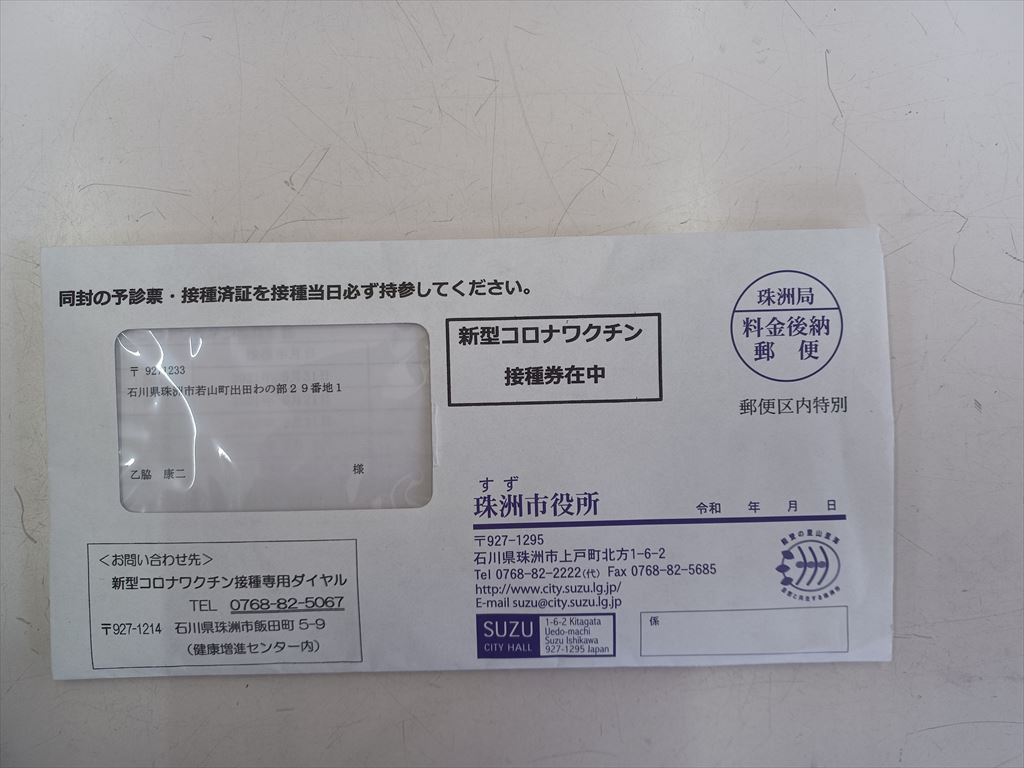 同封の予診票・接種済証を接種当日必ず持参してください。
〒 927-1233
石川県珠洲市若山町出田わの部29番地1
乙脇 康二 様
新型コロナワクチン
接種券在中
珠洲局
料金後納
郵 便
郵便区内特別
すず
珠洲市役所
令和 年 月 日
〒927-1295
石川県珠洲市上戸町北方1-6-2
Tel 0768-82-2222(代) Fax 0768-82-5685
http://www.city.suzu.lg.jp/
E-mail suzu@city.suzu.lg.jp
SUZU
CITY HALL
1-6-2 Kitagata
Uedo-machi
Suzu Ishikawa
927-1295 Japan
係
<お問い合わせ先>
新型コロナワクチン接種専用ダイヤル
TEL 0768-82-5067
〒927-1214 石川県珠洲市飯田町5-9
(健康増進センター内)